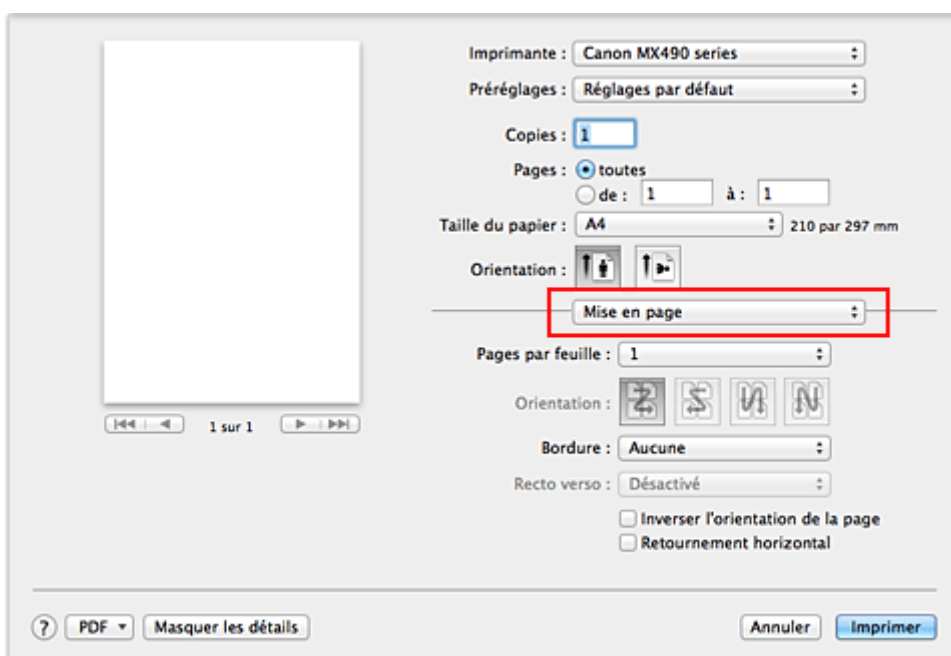 Imprimante : Canon MX490 series
Préréglages : Réglages par défaut
Copies : 1
Pages : toutes
de : 1 à : 1
Taille du papier : A4 210 par 297 mm
Orientation :
Mise en page
Pages par feuille : 1
Orientation :
1 sur 1
Bordure : Aucune
Recto verso : Désactivé
Inverser l'orientation de la page
Retournement horizontal
? PDF Masquer les détails Annuler Imprimer